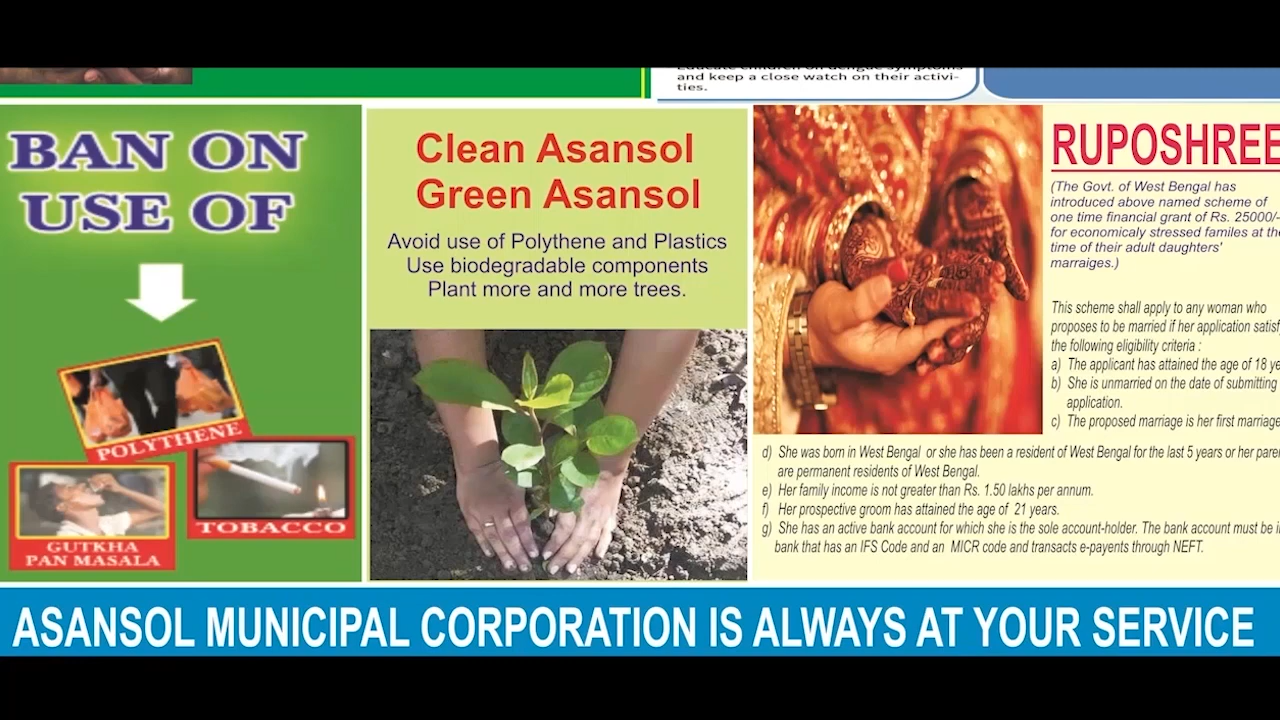 and keep a close watch on their activi-
ties.
BAN ON
USE OF
POLYTHENE
TOBACCO
GUTKHA
PAN MASALA
Clean Asansol
Green Asansol
Avoid use of Polythene and Plastics
Use biodegradable components
Plant more and more trees.
RUPOSHREE
(The Govt. of West Bengal has
introduced above named scheme of
one time financial grant of Rs. 25000/-
for economicaly stressed familes at the
time of their adult daughters'
marraiges.)
This scheme shall apply to any woman who
proposes to be married if her application
the following eligibility criteria :
a) The applicant has attained the age of 18
b) She is unmarried on the date of submitting
application.
c) The proposed marriage is her first marriage
d) She was born in West Bengal or she has been a resident of West Bengal for the last 5 years or her
are permanent residents of West Bengal.
e) Her family income is not greater than Rs. 1.50 lakhs per annum.
f) Her prospective groom has attained the age of 21 years.
g) She has an active bank account for which she is the sole account-holder. The bank account must be
bank that has an IFS Code and an MICR code and transacts e-payents through NEFT.
ASANSOL MUNICIPAL CORPORATION IS ALWAYS AT YOUR SERVICE